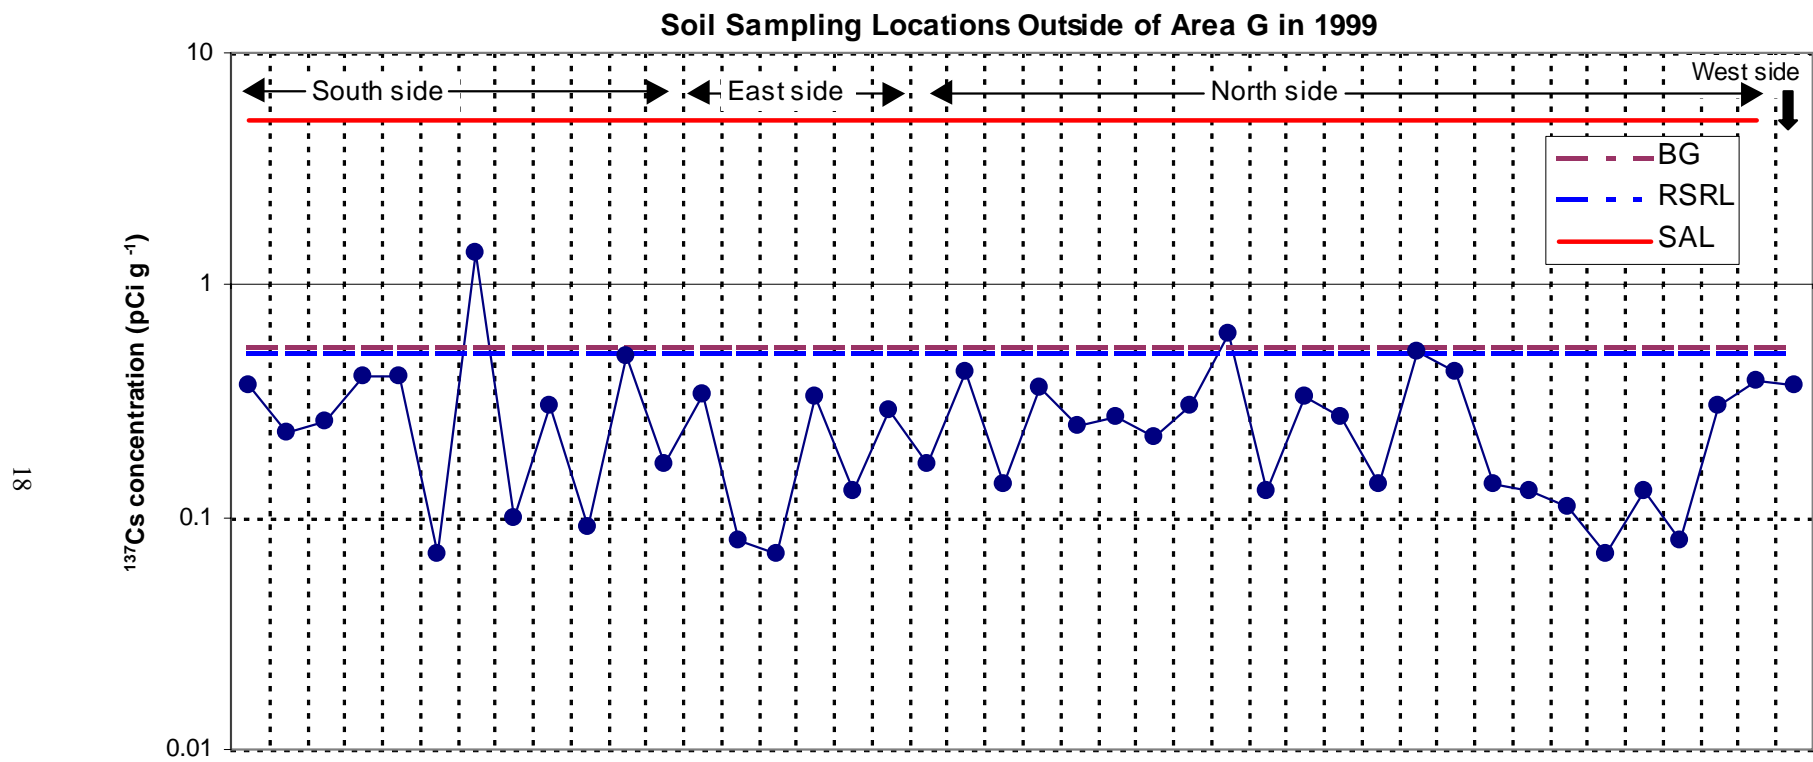 Soil Sampling Locations Outside of Area G in 1999
10
1
0.1
0.01
¹³⁷Cs concentration (pCi g ⁻¹)
South side
East side
North side
West side
BG
RSRL
SAL
18